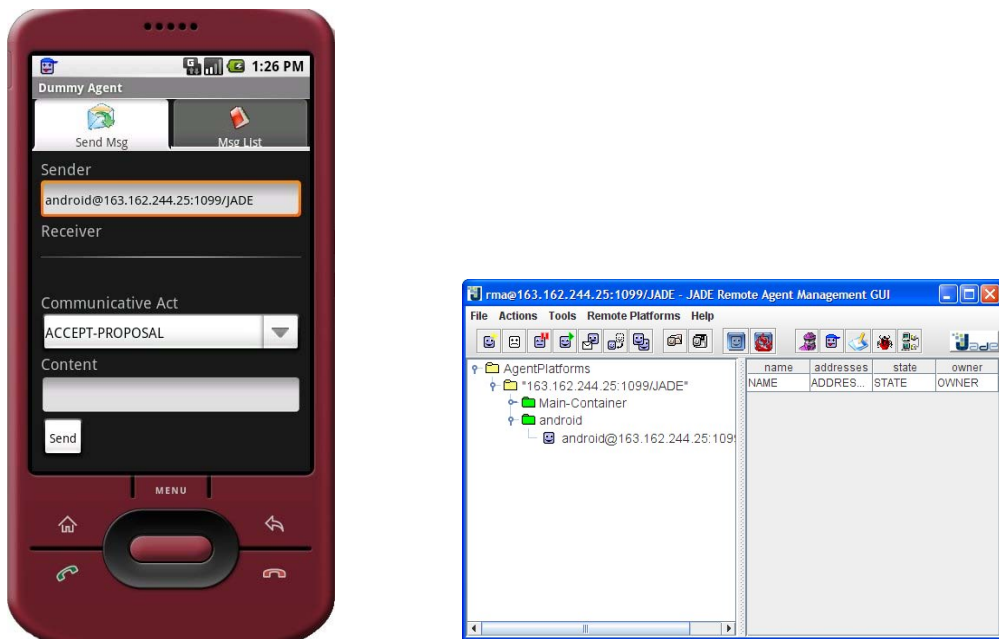 1:26 PM
Dummy Agent
Send Msg
Msg List
Sender
android@163.162.244.25:1099/JADE
Receiver
Communicative Act
ACCEPT-PROPOSAL
Content
Send
MENU
rma@163.162.244.25:1099/JADE - JADE Remote Agent Management GUI
File Actions Tools Remote Platforms Help
Jade
AgentPlatforms
"163.162.244.25:1099/JADE"
Main-Container
android
android@163.162.244.25:109
name addresses state owner
NAME ADDRES... STATE OWNER